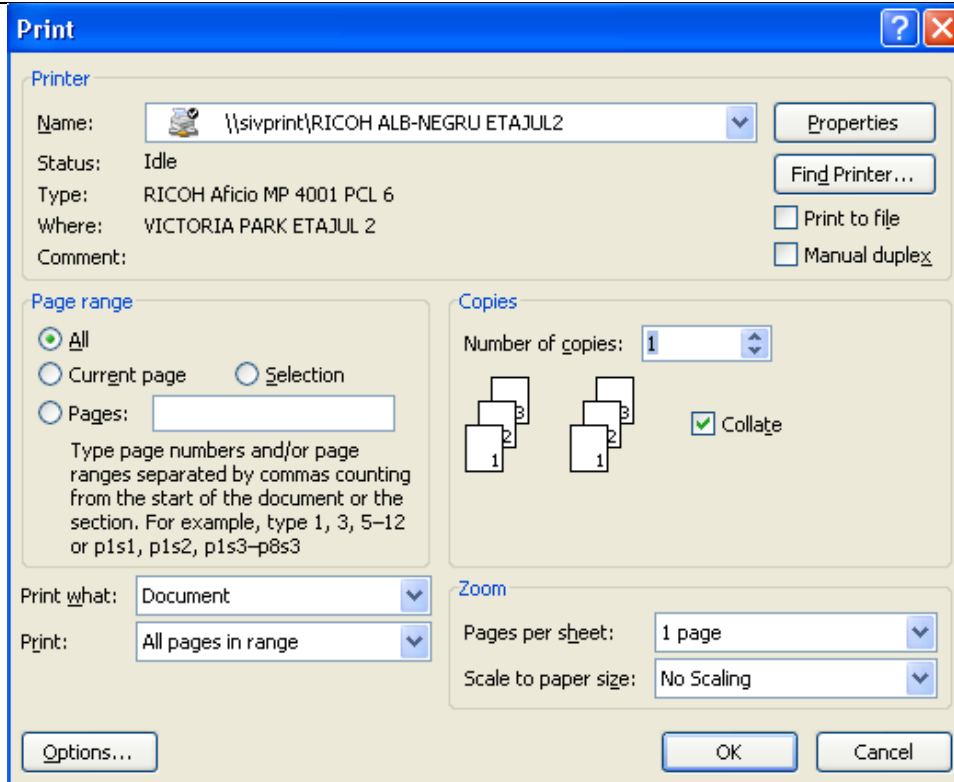 Print
Printer
Name: \\sivprint\RICOH ALB-NEGRU ETAJUL2
Properties
Status: Idle
Find Printer...
Type: RICOH Aficio MP 4001 PCL 6
Where: VICTORIA PARK ETAJUL 2
Print to file
Comment:
Manual duplex
Page range
All
Current page Selection
Pages:
Type page numbers and/or page
ranges separated by commas counting
from the start of the document or the
section. For example, type 1, 3, 5–12
or p1s1, p1s2, p1s3–p8s3
Copies
Number of copies: 1
3 3
2 2
1 1
Collate
Print what: Document
Print: All pages in range
Zoom
Pages per sheet: 1 page
Scale to paper size: No Scaling
Options... OK Cancel